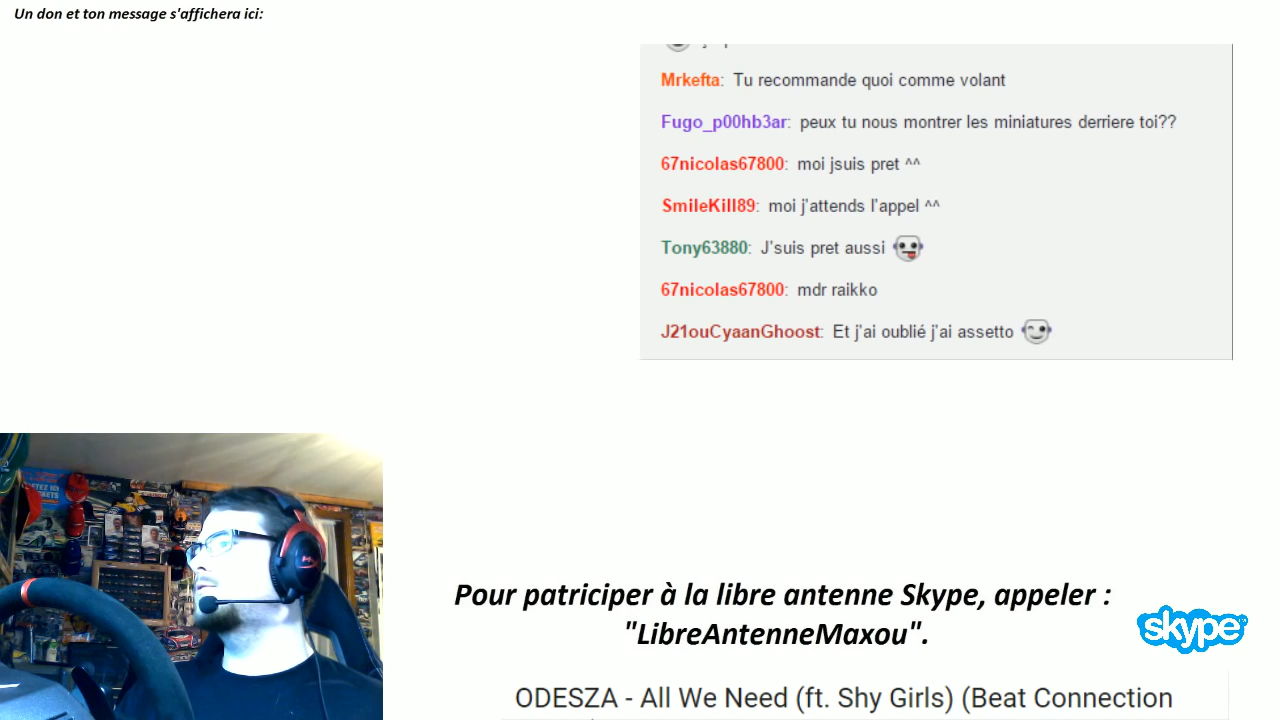 Un don et ton message s'affichera ici:
Mrkefta: Tu recommande quoi comme volant
Fugo_p00hb3ar: peux tu nous montrer les miniatures derriere toi??
67nicolas67800: moi jsuis pret ^^
SmileKill89: moi j'attends l'appel ^^
Tony63880: J'suis pret aussi
67nicolas67800: mdr raikko
J21ouCyaanGhoost: Et j'ai oublié j'ai assetto
Pour patriciper à la libre antenne Skype, appeler :
"LibreAntenneMaxou".
skype
ODESZA - All We Need (ft. Shy Girls) (Beat Connection